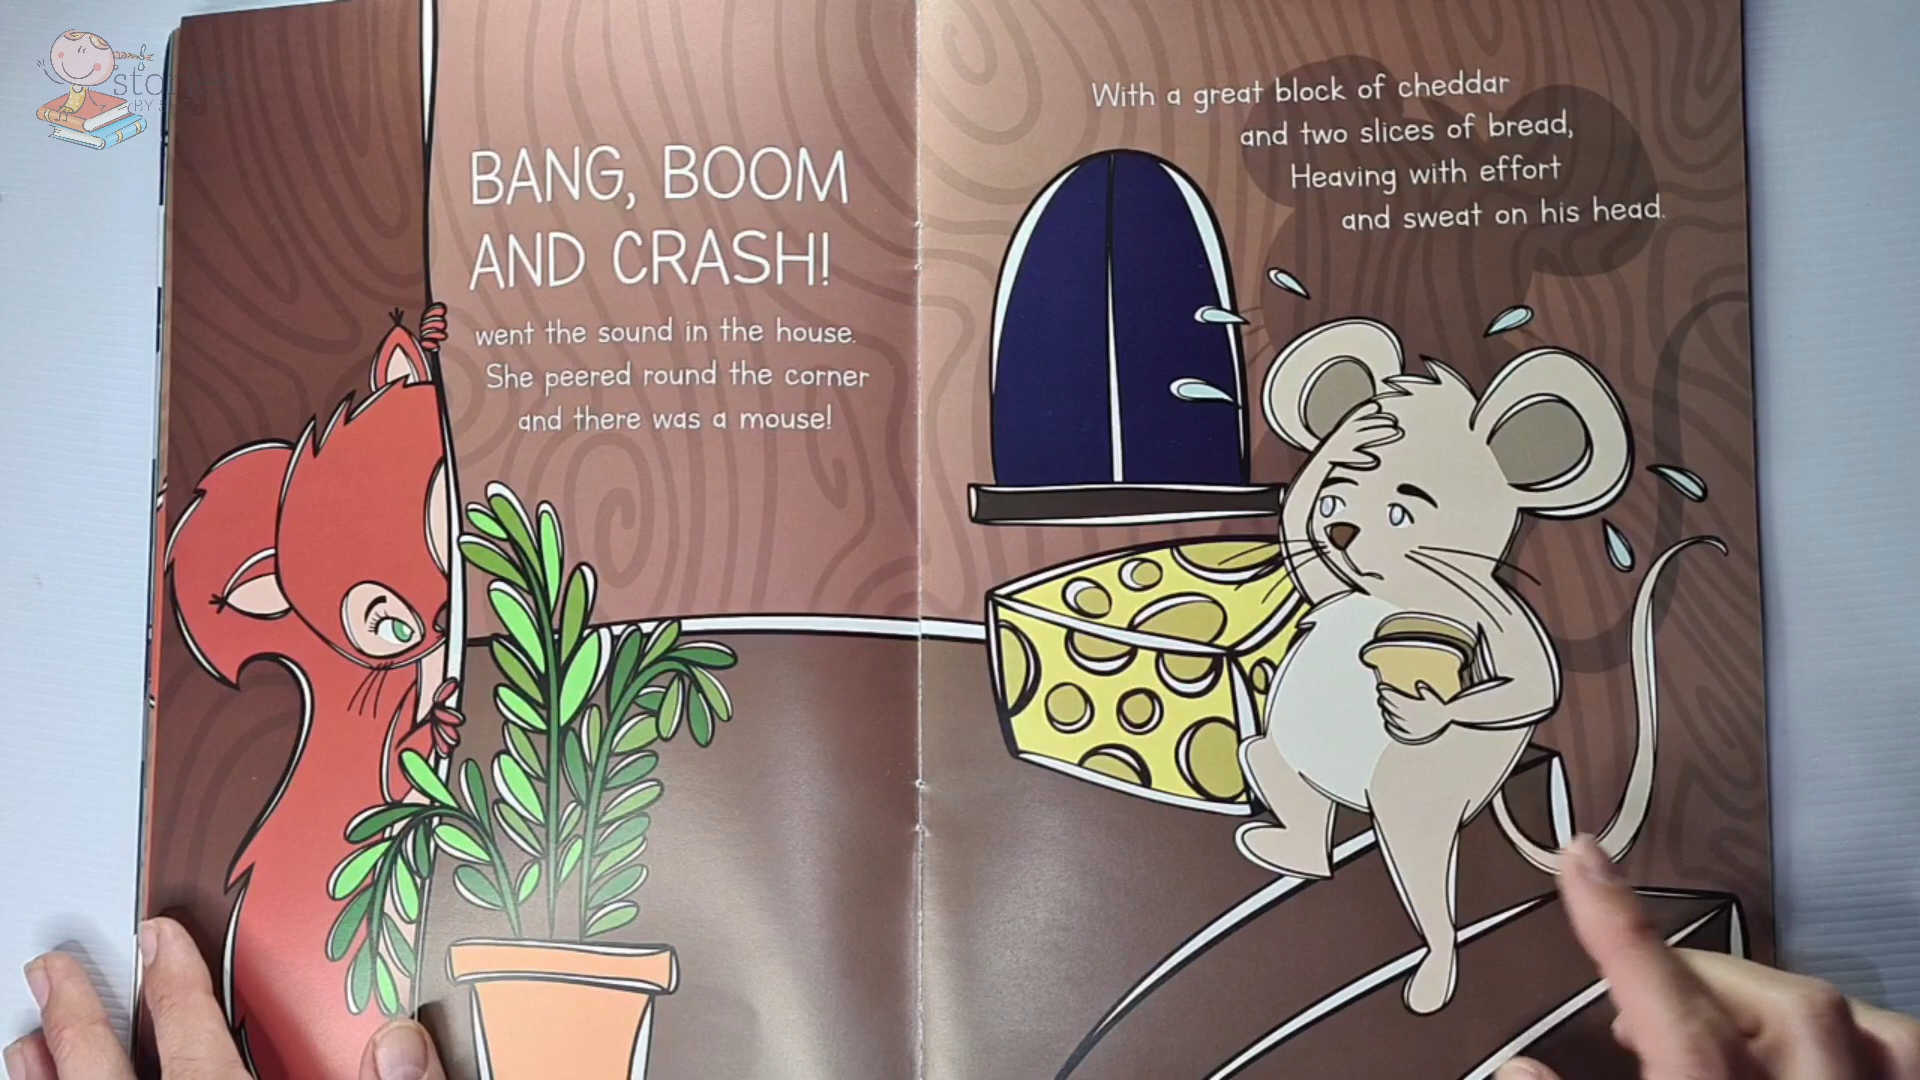 BANG, BOOM
AND CRASH!
went the sound in the house.
She peered round the corner
and there was a mouse!
With a great block of cheddar
and two slices of bread,
Heaving with effort
and sweat on his head.